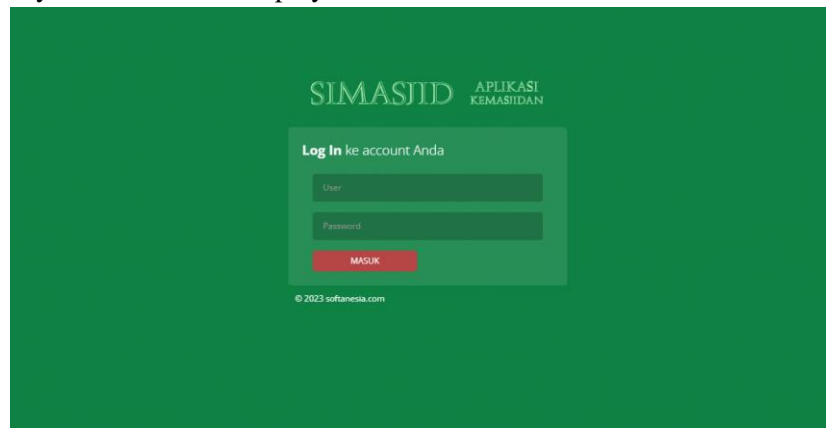 SIMASJID
APLIKASI
KEMASJIDAN
Log In ke account Anda
User
Password
MASUK
© 2023 softanesia.com